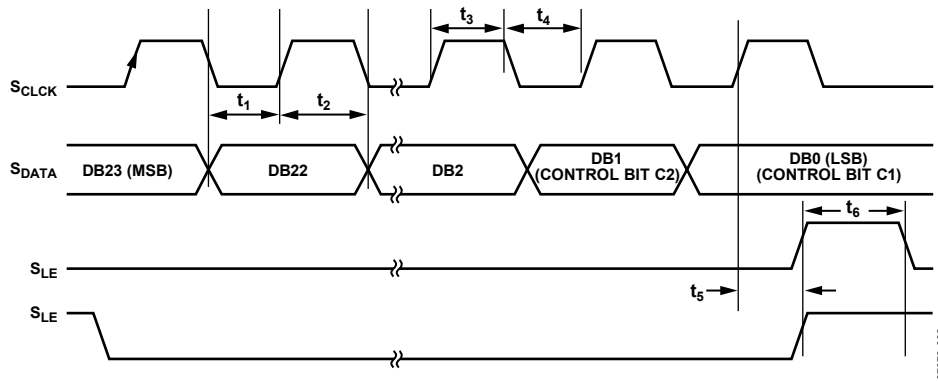 t3
t4
SCLCK
t1
t2
SDATA
DB23 (MSB)
DB22
DB2
DB1
(CONTROL BIT C2)
DB0 (LSB)
(CONTROL BIT C1)
t6
SLE
t5
SLE